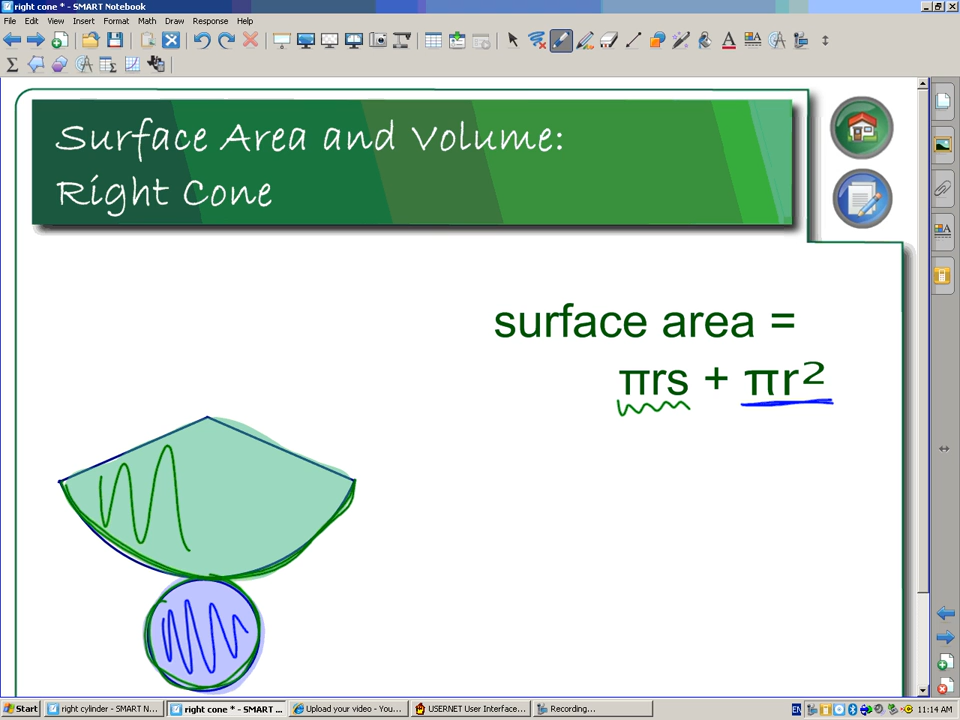 right cone * - SMART Notebook
File Edit View Insert Format Math Draw Response Help
Surface Area and Volume:
Right Cone
surface area =
πrs + πr²
Start
right cylinder - SMART N...
right cone * - SMART ...
Upload your video - You...
USERNET User Interface...
Recording...
EN
11:14 AM